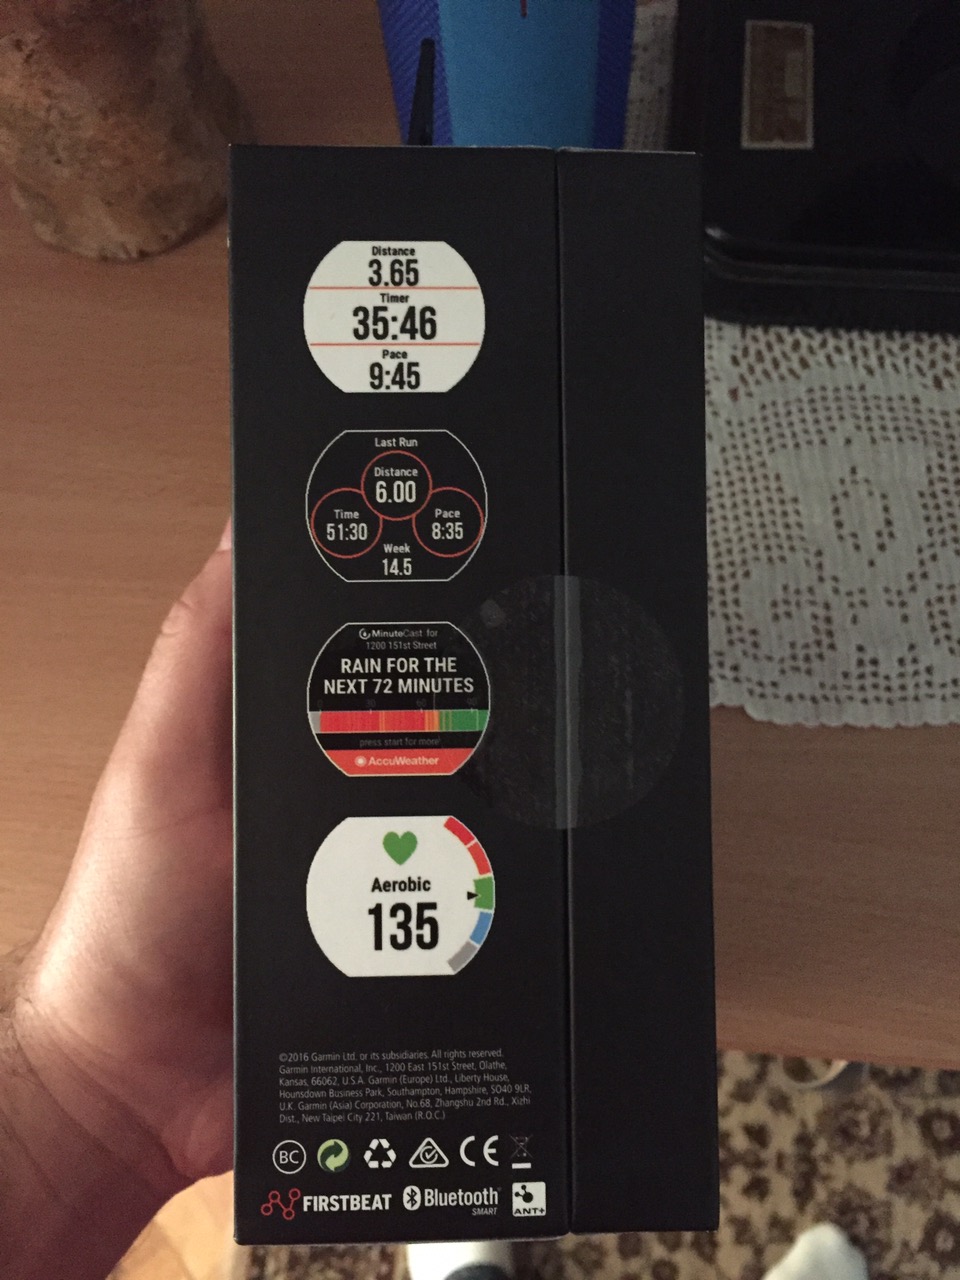 Distance
3.65
Timer
35:46
Pace
9:45
Last Run
Distance
6.00
Time
51:30
Pace
8:35
Week
14.5
MinuteCast for
1200 151st Street
RAIN FOR THE
NEXT 72 MINUTES
press start for more
AccuWeather
Aerobic
135
©2016 Garmin Ltd. or its subsidiaries. All rights reserved.
Garmin International, Inc., 1200 East 151st Street, Olathe,
Kansas, 66062, U.S.A. Garmin (Europe) Ltd., Liberty House,
Hounsdown Business Park, Southampton, Hampshire, SO40 9LR,
U.K. Garmin (Asia) Corporation, No.68, Zhangshu 2nd Rd., Xizhi
Dist., New Taipei City 221, Taiwan (R.O.C.)
BC
CE
FIRSTBEAT
Bluetooth
SMART
ANT+